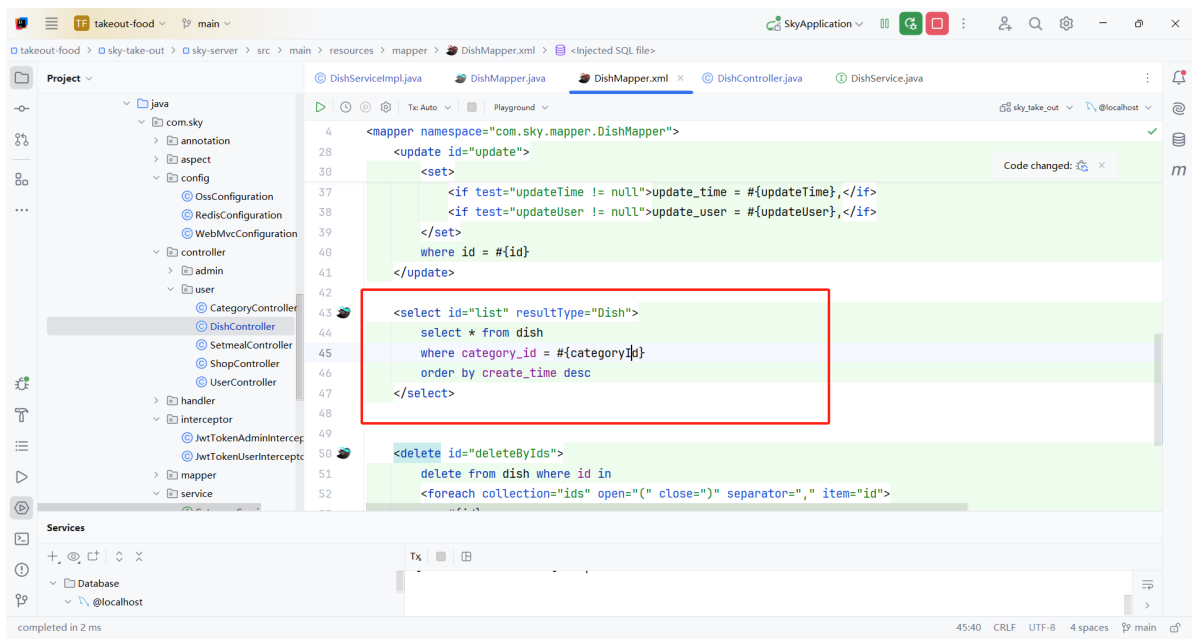 TF takeout-food main SkyApplication
takeout-food > sky-take-out > sky-server > src > main > resources > mapper > DishMapper.xml > <Injected SQL file>
Project
DishServiceImpl.java DishMapper.java DishMapper.xml DishController.java DishService.java
Tx: Auto Playground sky_take_out @localhost
java
com.sky
annotation
aspect
config
OssConfiguration
RedisConfiguration
WebMvcConfiguration
controller
admin
user
CategoryController
DishController
SetmealController
ShopController
UserController
handler
interceptor
JwtTokenAdminIntercep
JwtTokenUserIntercepto
mapper
service
4 <mapper namespace="com.sky.mapper.DishMapper">
28 <update id="update">
30 <set>
Code changed:
37 <if test="updateTime != null">update_time = #{updateTime},</if>
38 <if test="updateUser != null">update_user = #{updateUser},</if>
39 </set>
40 where id = #{id}
41 </update>
42
43 <select id="list" resultType="Dish">
44 select * from dish
45 where category_id = #{categoryId}
46 order by create_time desc
47 </select>
48
49
50 <delete id="deleteByIds">
51 delete from dish where id in
52 <foreach collection="ids" open="(" close=")" separator="," item="id">
m
Services
Tx
Database
@localhost
completed in 2 ms
45:40 CRLF UTF-8 4 spaces main